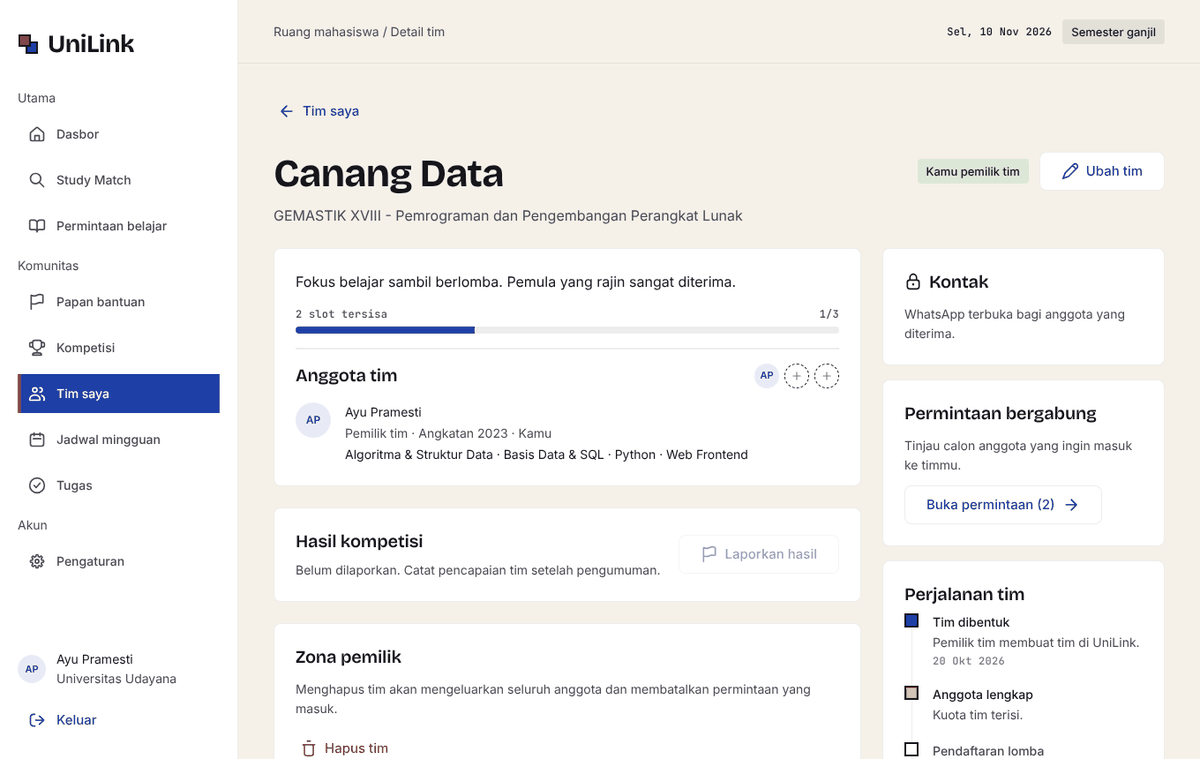 UniLink
Utama
Dasbor
Study Match
Permintaan belajar
Komunitas
Papan bantuan
Kompetisi
Tim saya
Jadwal mingguan
Tugas
Akun
Pengaturan
AP
Ayu Pramesti
Universitas Udayana
Keluar
Ruang mahasiswa / Detail tim
Sel, 10 Nov 2026
Semester ganjil
Tim saya
Canang Data
Kamu pemilik tim
Ubah tim
GEMASTIK XVIII - Pemrograman dan Pengembangan Perangkat Lunak
Fokus belajar sambil berlomba. Pemula yang rajin sangat diterima.
2 slot tersisa
1/3
Anggota tim
AP
AP
Ayu Pramesti
Pemilik tim · Angkatan 2023 · Kamu
Algoritma & Struktur Data · Basis Data & SQL · Python · Web Frontend
Hasil kompetisi
Belum dilaporkan. Catat pencapaian tim setelah pengumuman.
Laporkan hasil
Zona pemilik
Menghapus tim akan mengeluarkan seluruh anggota dan membatalkan permintaan yang
masuk.
Hapus tim
Kontak
WhatsApp terbuka bagi anggota yang
diterima.
Permintaan bergabung
Tinjau calon anggota yang ingin masuk
ke timmu.
Buka permintaan (2)
Perjalanan tim
Tim dibentuk
Pemilik tim membuat tim di UniLink.
20 Okt 2026
Anggota lengkap
Kuota tim terisi.
Pendaftaran lomba